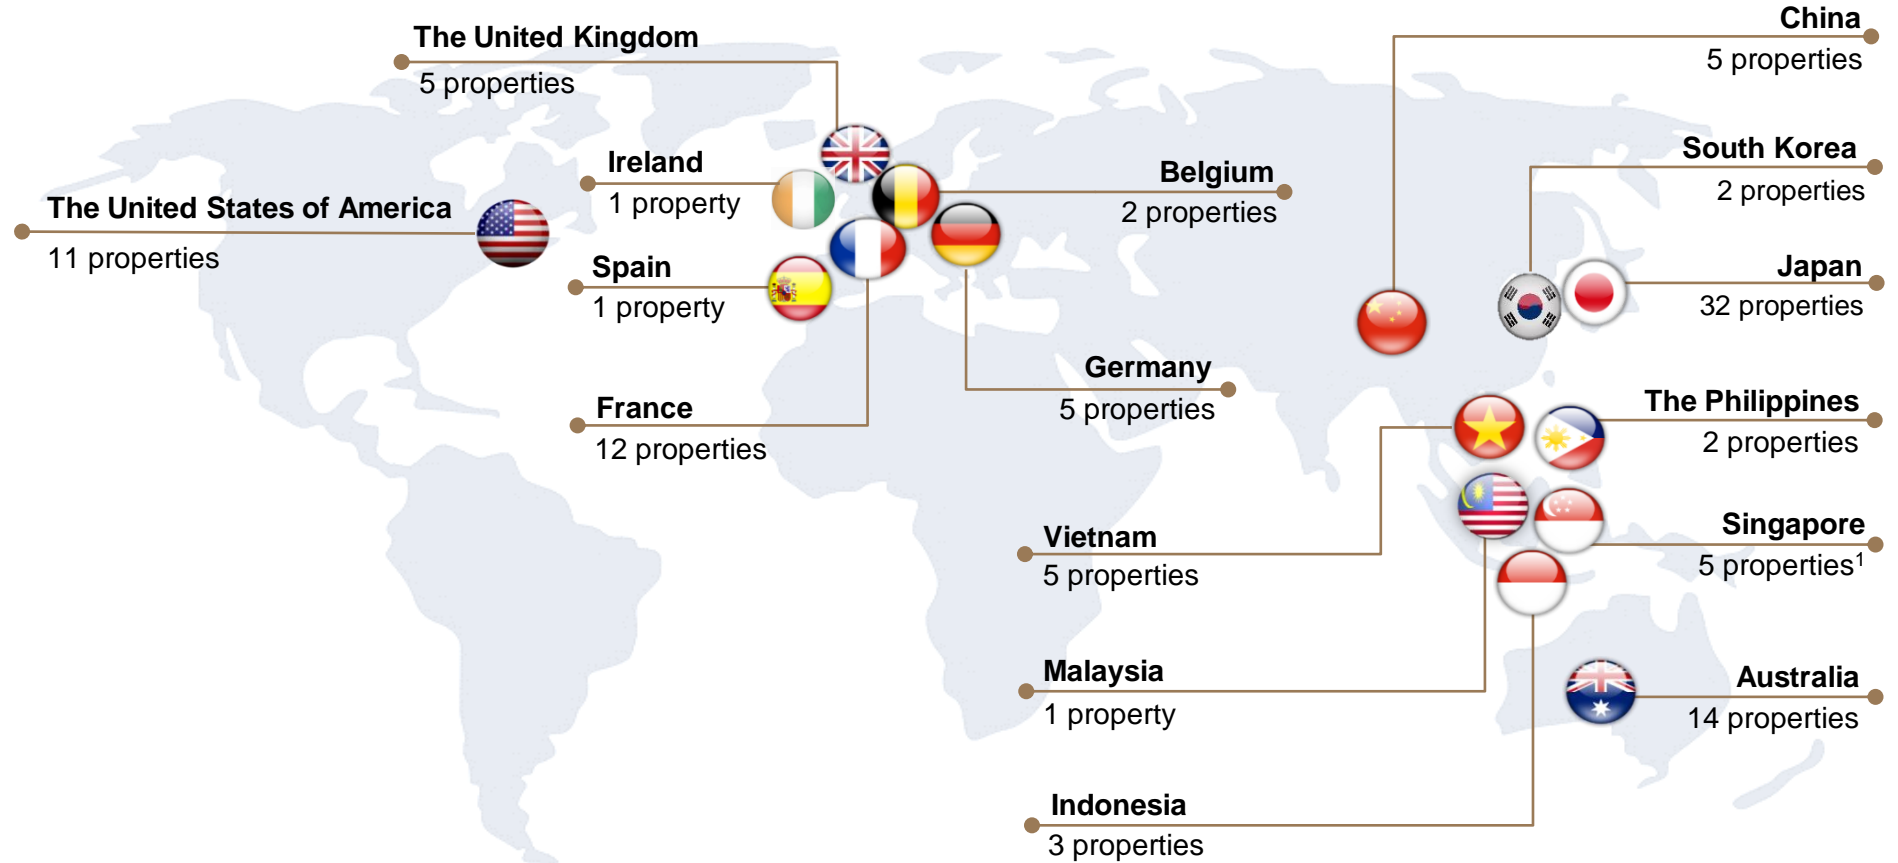 The United Kingdom
5 properties
China
5 properties
Ireland
1 property
Belgium
2 properties
South Korea
2 properties
The United States of America
11 properties
Spain
1 property
Japan
32 properties
Germany
5 properties
France
12 properties
The Philippines
2 properties
Vietnam
5 properties
Singapore
5 properties¹
Malaysia
1 property
Australia
14 properties
Indonesia
3 properties